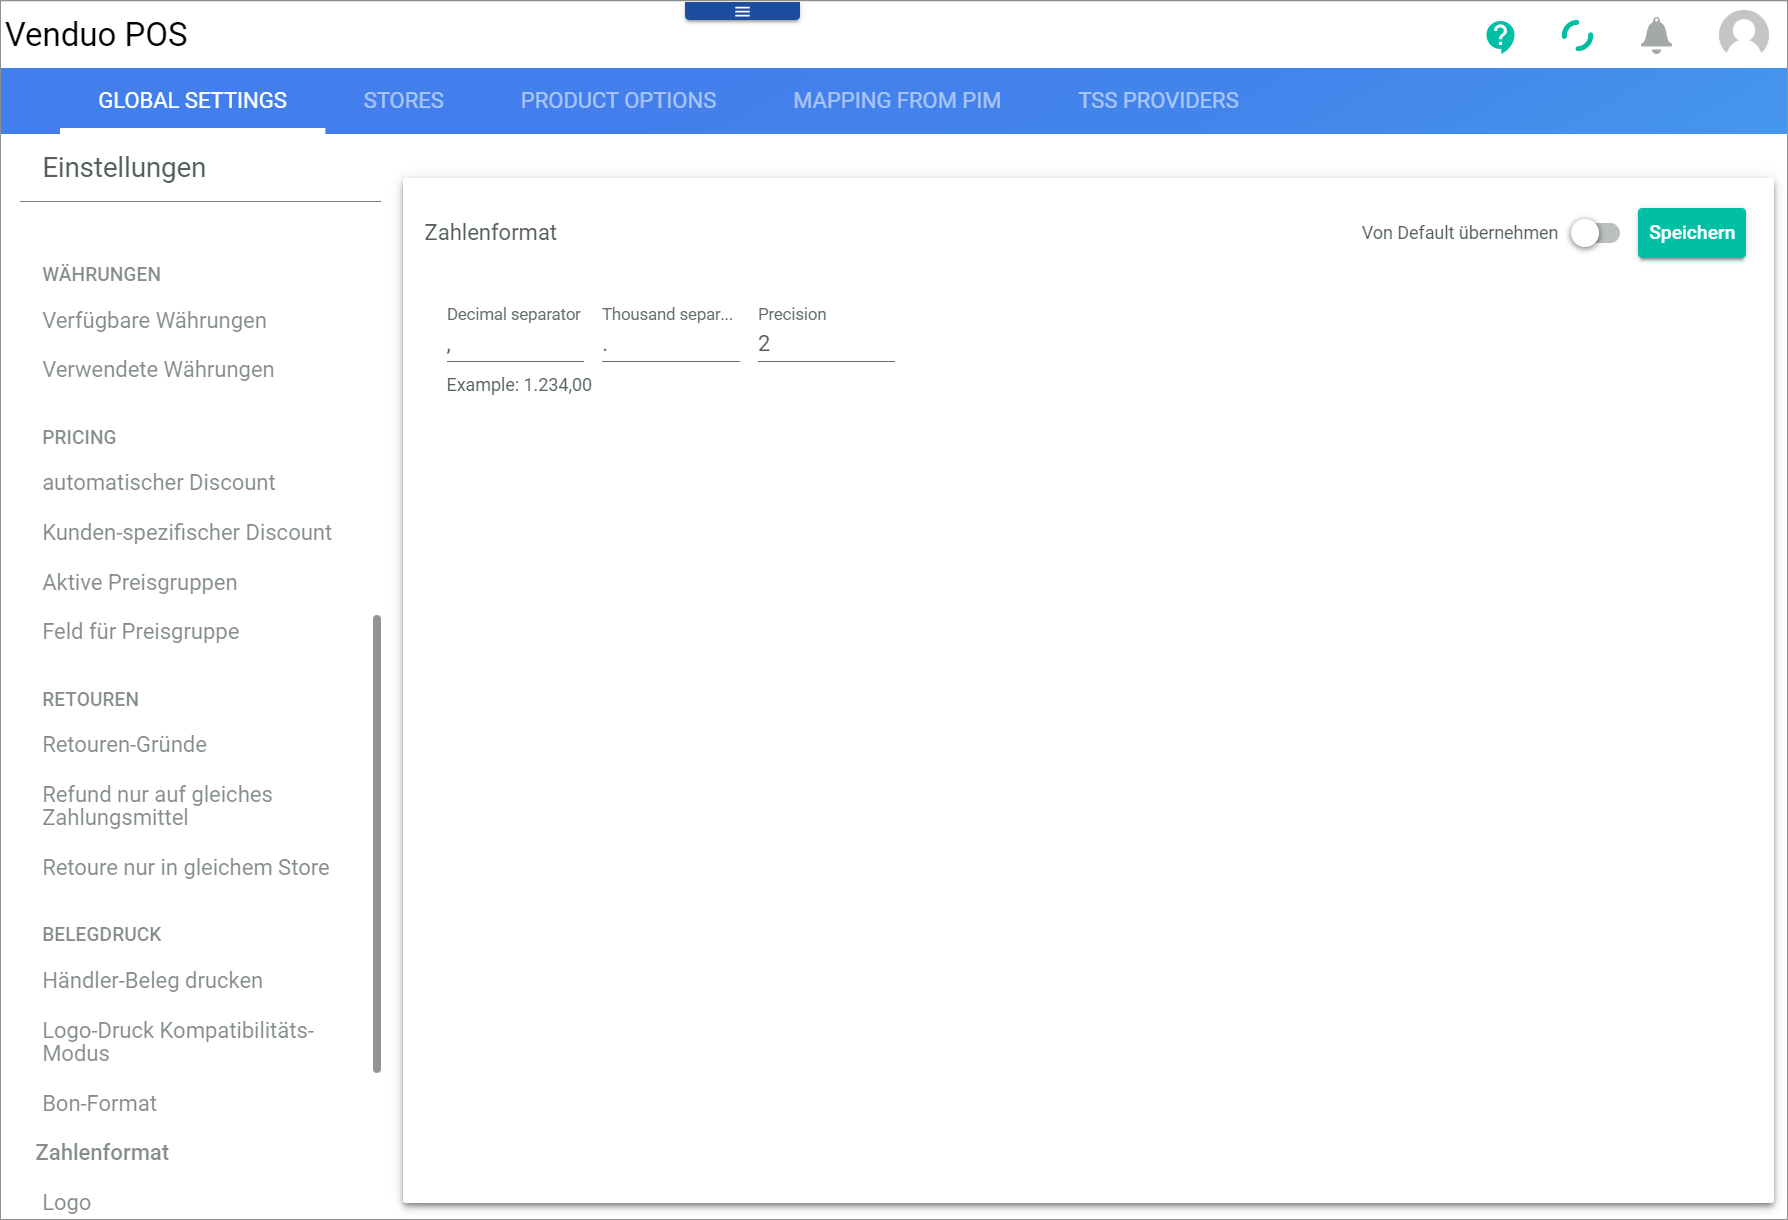 Venduo POS
GLOBAL SETTINGS STORES PRODUCT OPTIONS MAPPING FROM PIM TSS PROVIDERS
Einstellungen
WÄHRUNGEN
Verfügbare Währungen
Verwendete Währungen
PRICING
automatischer Discount
Kunden-spezifischer Discount
Aktive Preisgruppen
Feld für Preisgruppe
RETOUREN
Retouren-Gründe
Refund nur auf gleiches
Zahlungsmittel
Retoure nur in gleichem Store
BELEGDRUCK
Händler-Beleg drucken
Logo-Druck Kompatibilitäts-
Modus
Bon-Format
Zahlenformat
Logo
Zahlenformat
Von Default übernehmen
Speichern
Decimal separator Thousand separ... Precision
, . 2
Example: 1.234,00